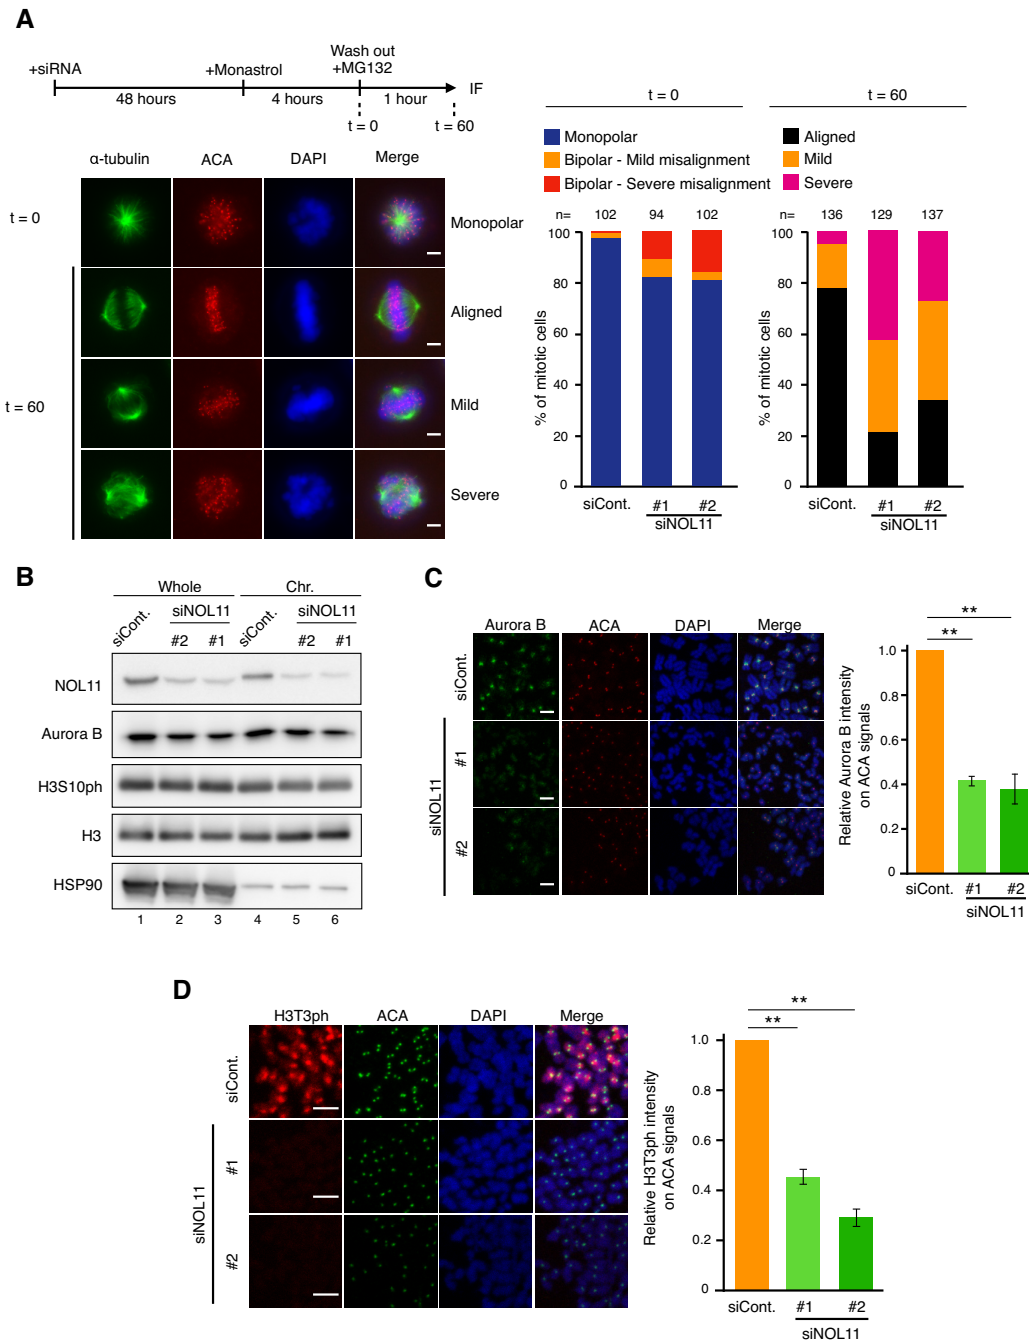 A
+siRNA
+Monastrol
Wash out
+MG132
IF
48 hours
4 hours
1 hour
t = 0
t = 60
α-tubulin
ACA
DAPI
Merge
t = 0
Monopolar
Aligned
t = 60
Mild
Severe
t = 0
Monopolar
Bipolar - Mild misalignment
Bipolar - Severe misalignment
n= 102 94 102
% of mitotic cells
100
80
60
40
20
0
siCont. #1 #2
siNOL11
t = 60
Aligned
Mild
Severe
n= 136 129 137
% of mitotic cells
100
80
60
40
20
0
siCont. #1 #2
siNOL11
B
Whole Chr.
siCont. siNOL11 siCont. siNOL11
#2 #1 #2 #1
NOL11
Aurora B
H3S10ph
H3
HSP90
1 2 3 4 5 6
C
Aurora B ACA DAPI Merge
siCont.
siNOL11
#1
#2
Relative Aurora B intensity
on ACA signals
**
**
1.0
0.8
0.6
0.4
0.2
0
siCont. #1 #2
siNOL11
D
H3T3ph ACA DAPI Merge
siCont.
siNOL11
#1
#2
Relative H3T3ph intensity
on ACA signals
**
**
1.0
0.8
0.6
0.4
0.2
0
siCont. #1 #2
siNOL11